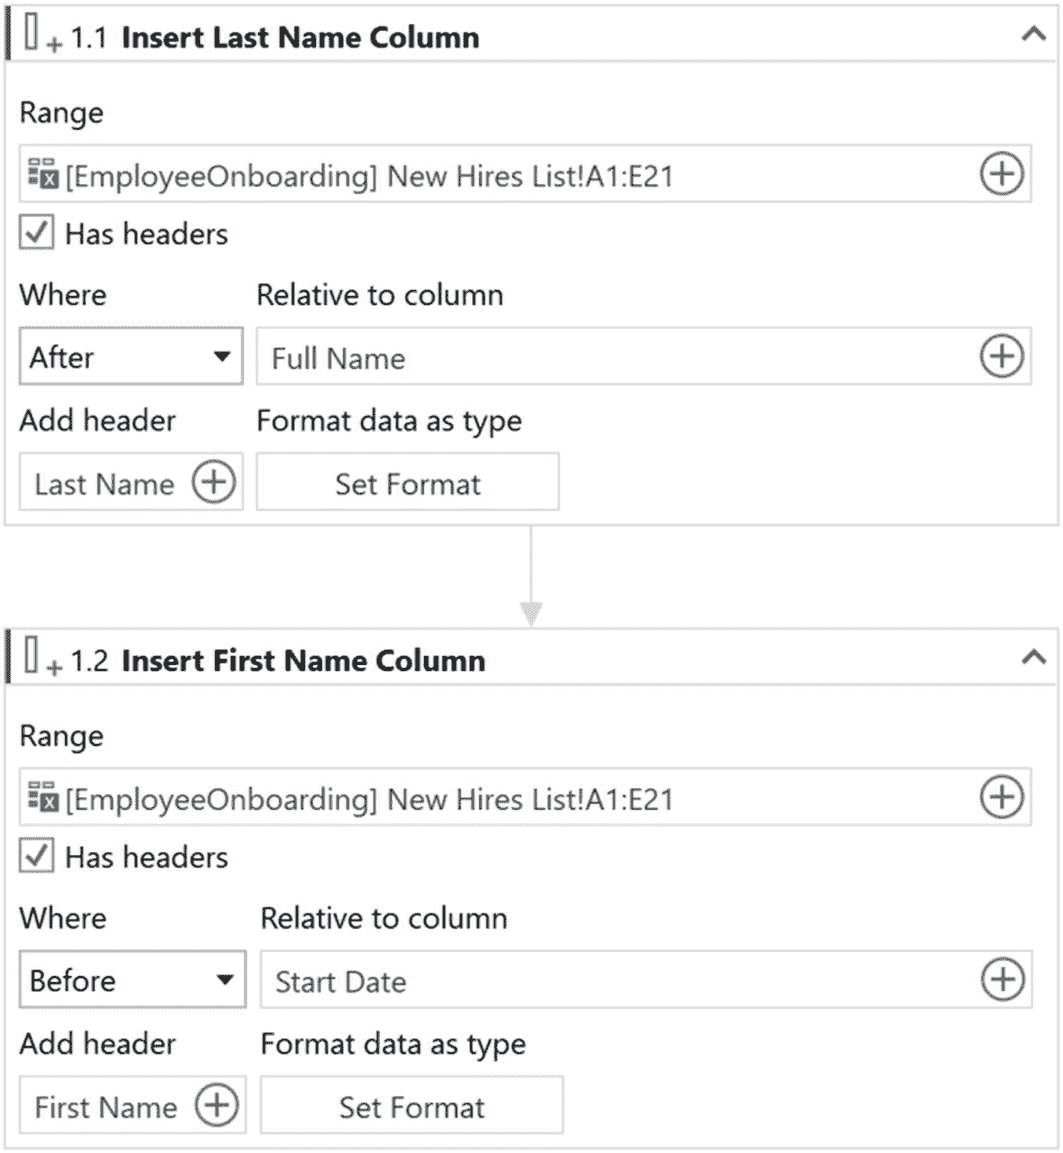 1.1 Insert Last Name Column
Range
[EmployeeOnboarding] New Hires List!A1:E21
Has headers
Where Relative to column
After Full Name
Add header Format data as type
Last Name Set Format
1.2 Insert First Name Column
Range
[EmployeeOnboarding] New Hires List!A1:E21
Has headers
Where Relative to column
Before Start Date
Add header Format data as type
First Name Set Format